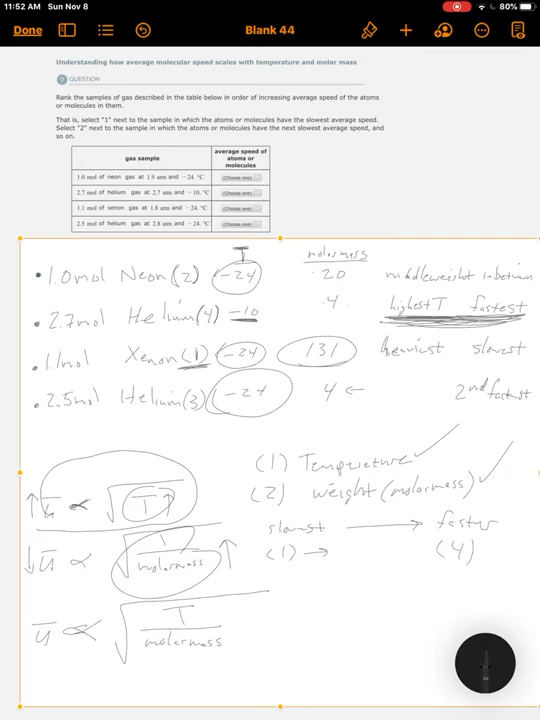 11:52 AM Sun Nov 8
80%
Done
Blank 44
Understanding how average molecular speed scales with temperature and molar mass
? QUESTION
Rank the samples of gas described in the table below in order of increasing average speed of the atoms
or molecules in them.
That is, select "1" next to the sample in which the atoms or molecules have the slowest average speed.
Select "2" next to the sample in which the atoms or molecules have the next slowest average speed, and
so on.
gas sample average speed of atoms or molecules
1.0 mol of neon gas at 1.9 atm and −24. °C (Choose one)
2.7 mol of helium gas at 2.7 atm and −10. °C (Choose one)
1.1 mol of xenon gas at 1.8 atm and −24. °C (Choose one)
2.5 mol of helium gas at 2.8 atm and −24. °C (Choose one)
T molarmass
• 1.0mol Neon (2) -24 20 middleweight inbetween
• 2.7mol Helium (4) -10 4 highest T fastest
• 1.1mol Xenon (1) -24 131 heaviest slowest
• 2.5mol Helium (3) -24 4 ← 2nd fastest
(1) Temperature ✓
(2) weight (molarmass) ✓
slowest → faster
(1) → (4)
↑ u̅ ∝ √T ↑
↓ u̅ ∝ √(1/molarmass) ↑
u̅ ∝ √(T/molarmass)